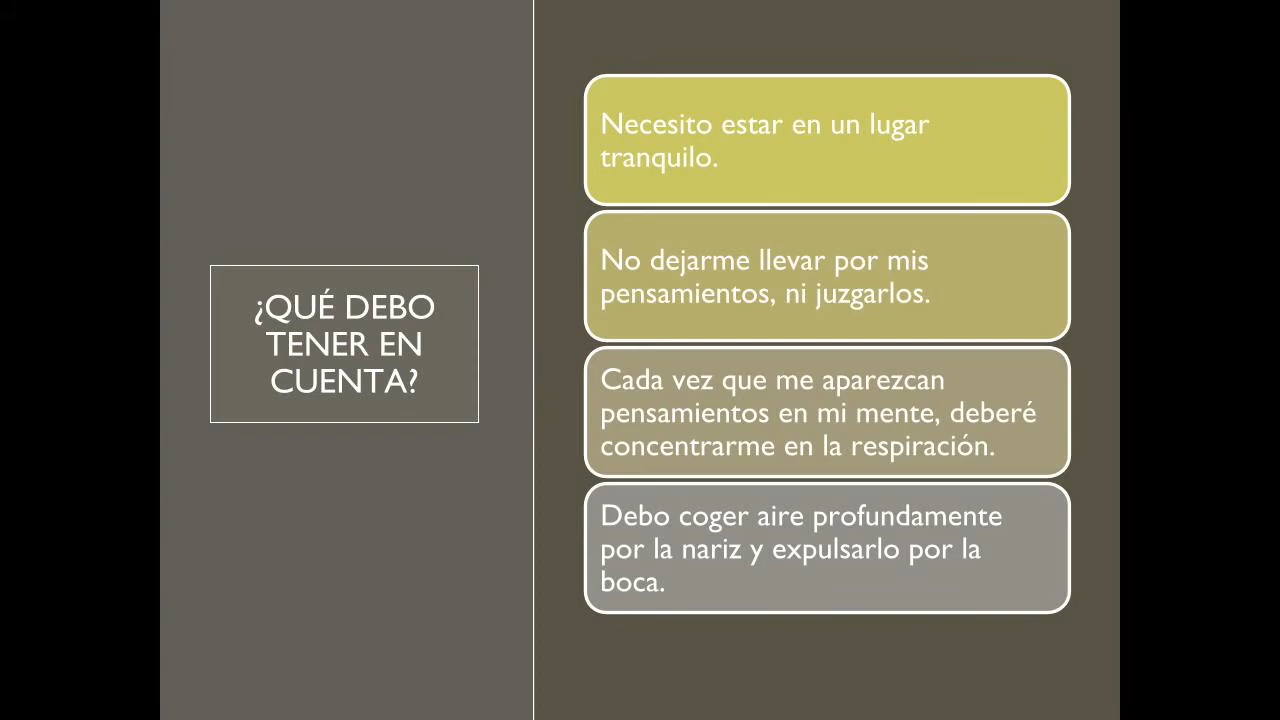 ¿QUÉ DEBO
TENER EN
CUENTA?
Necesito estar en un lugar
tranquilo.
No dejarme llevar por mis
pensamientos, ni juzgarlos.
Cada vez que me aparezcan
pensamientos en mi mente, deberé
concentrarme en la respiración.
Debo coger aire profundamente
por la nariz y expulsarlo por la
boca.